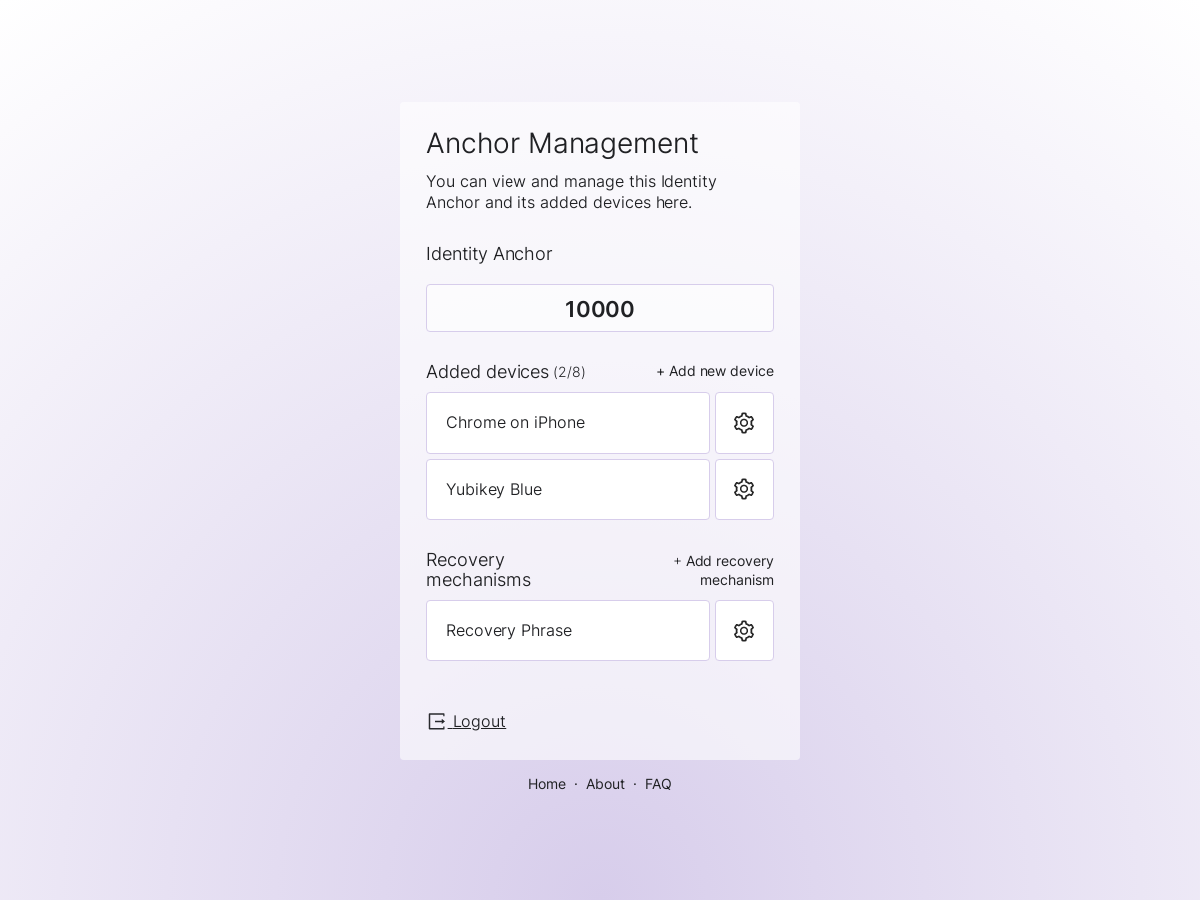 Anchor Management
You can view and manage this Identity
Anchor and its added devices here.
Identity Anchor
10000
Added devices (2/8)
+ Add new device
Chrome on iPhone
Yubikey Blue
Recovery
mechanisms
+ Add recovery
mechanism
Recovery Phrase
Logout
Home · About · FAQ